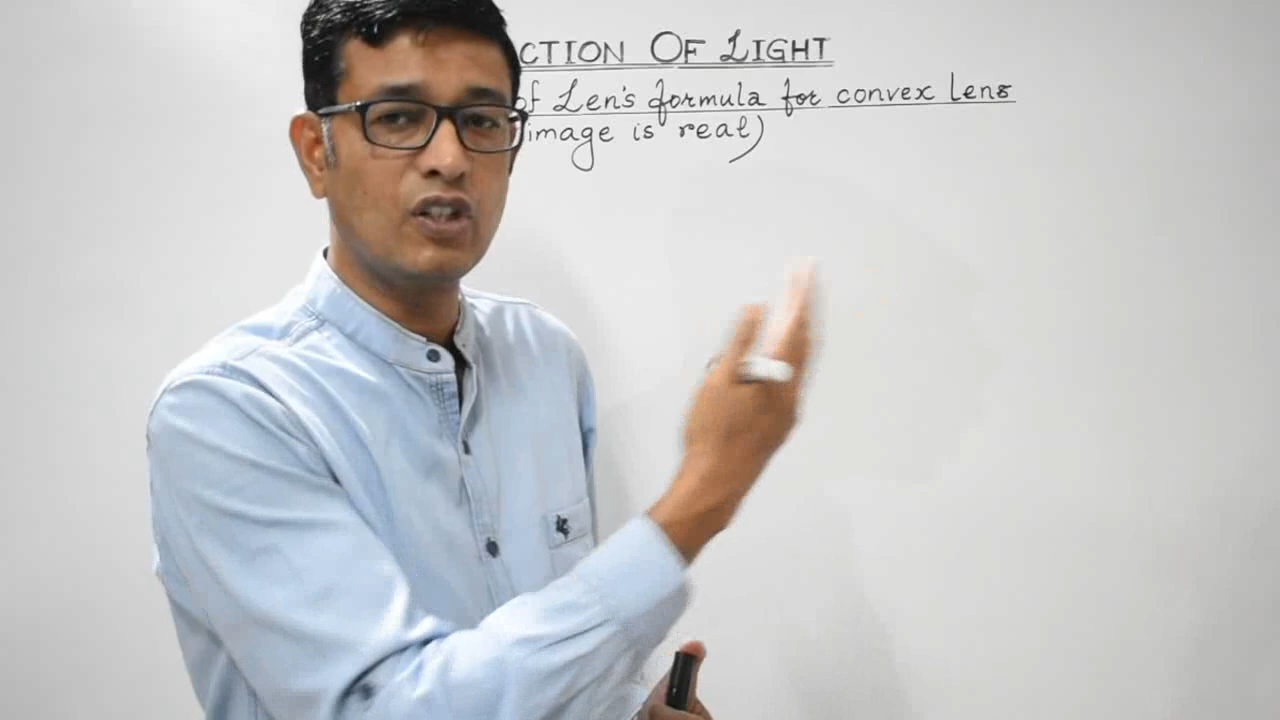 CTION OF LIGHT
of Len's formula for convex lens
image is real)